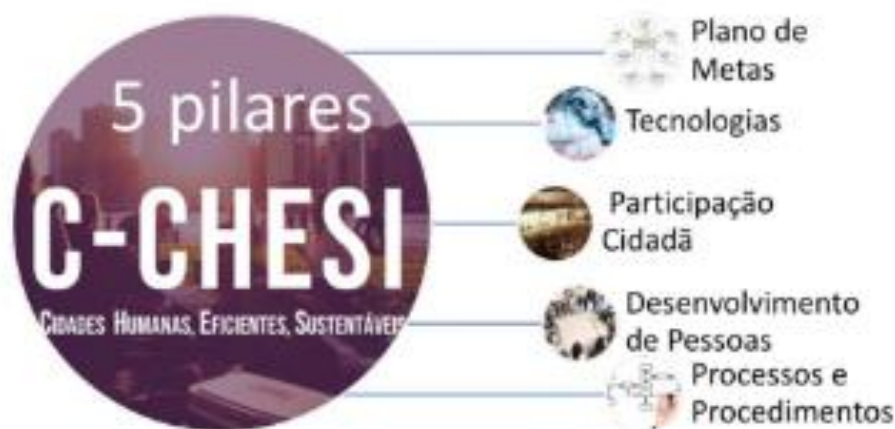 5 pilares
C-CHESI
CIDADES HUMANAS, EFICIENTES, SUSTENTÁVEIS
Plano de
Metas
Tecnologias
Participação
Cidadã
Desenvolvimento
de Pessoas
Processos e
Procedimentos